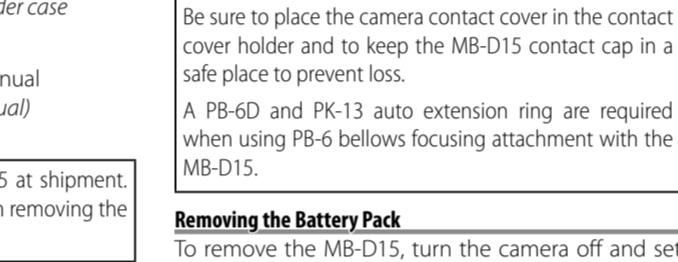 der case
nual
ual)
5 at shipment.
n removing the
Be sure to place the camera contact cover in the contact
cover holder and to keep the MB-D15 contact cap in a
safe place to prevent loss.
A PB-6D and PK-13 auto extension ring are required
when using PB-6 bellows focusing attachment with the
MB-D15.
Removing the Battery Pack
To remove the MB-D15, turn the camera off and set